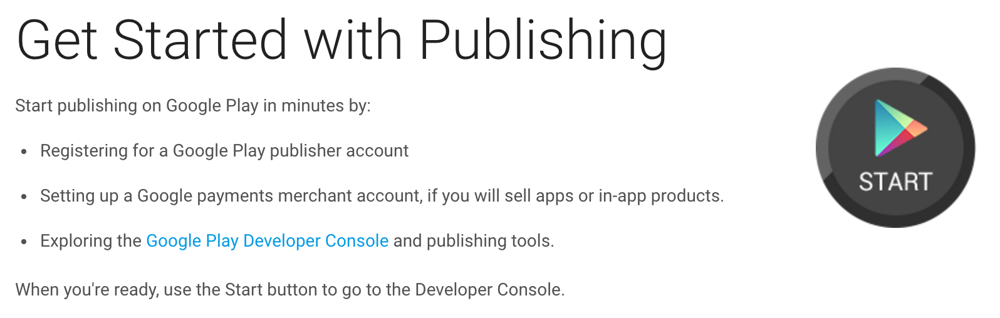 Get Started with Publishing
Start publishing on Google Play in minutes by:
• Registering for a Google Play publisher account
• Setting up a Google payments merchant account, if you will sell apps or in-app products.
• Exploring the Google Play Developer Console and publishing tools.
When you're ready, use the Start button to go to the Developer Console.
START